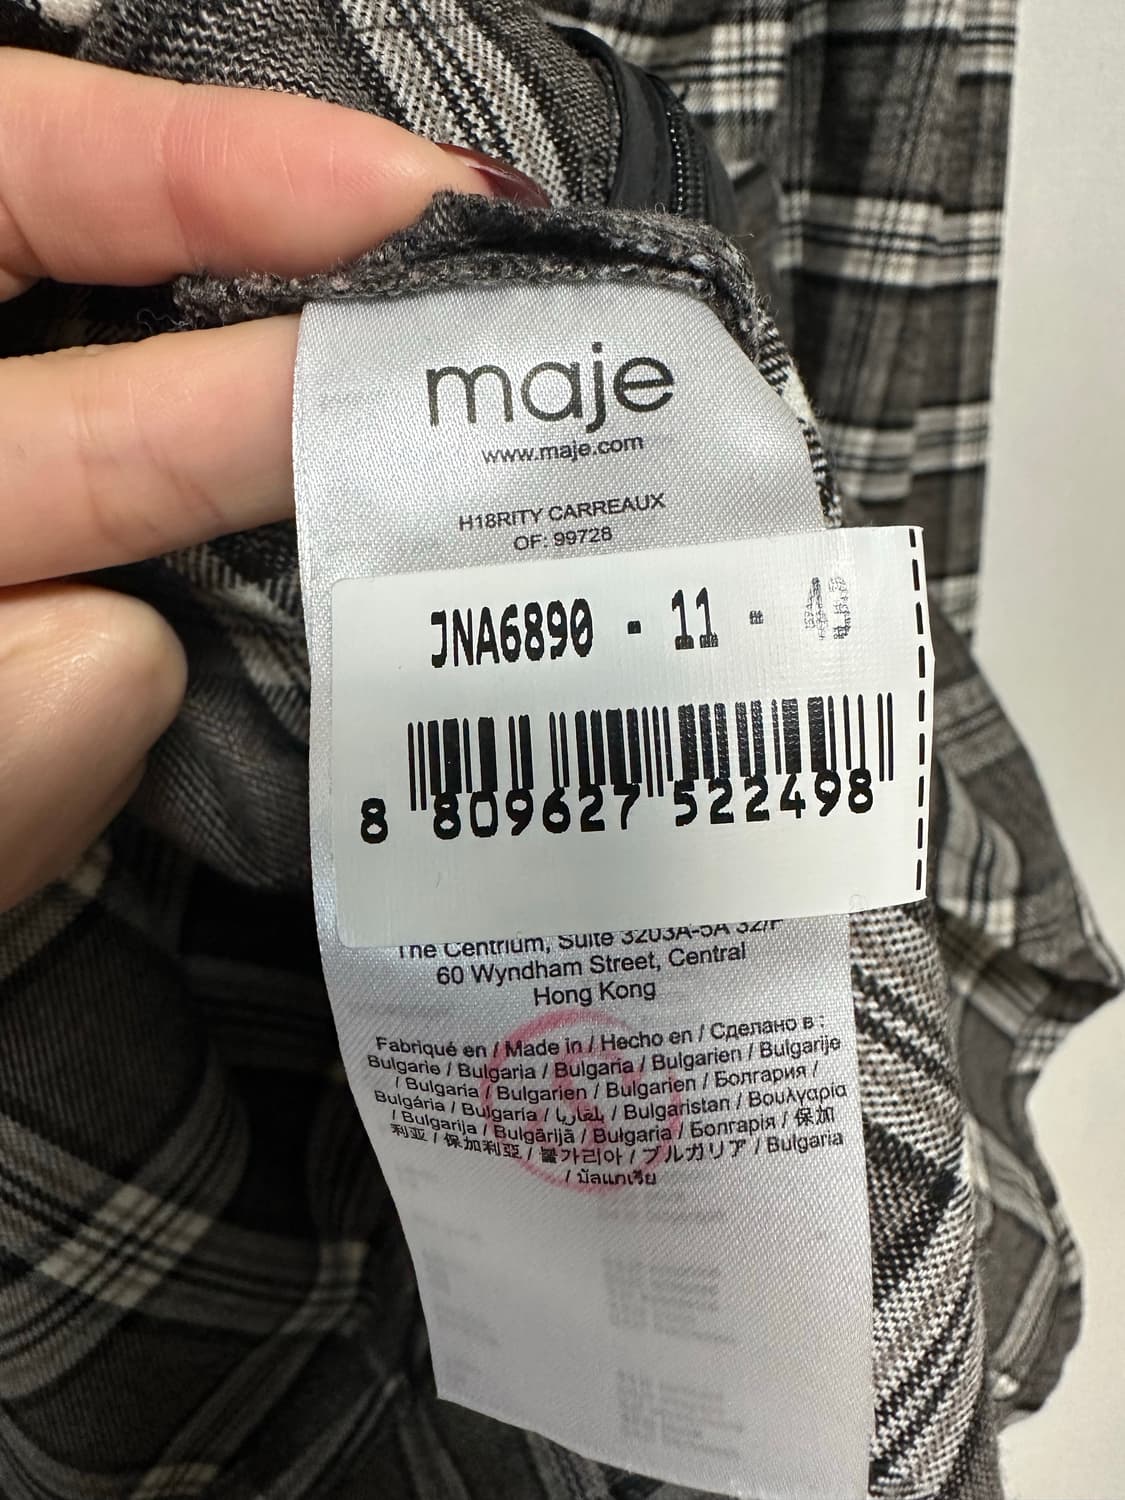 maje
www.maje.com
H18RITY CARREAUX
OF: 99728
JNA6890 - 11 -
8 809627 522498
The Centrium, Suite 3203A-5A 32/F
60 Wyndham Street, Central
Hong Kong
Fabriqué en / Made in / Hecho en / Сделано в :
Bulgarie / Bulgaria / Bulgaria / Bulgarien / Bulgarije
/ Bulgaria / Bulgarien / Bulgarien / Болгария /
Bulgária / Bulgaria / بلغاريا / Bulgaristan / Βουλγαρία
/ Bulgarija / Bulgārijā / Bulgaria / Болгарія / 保加
利亚 / 保加利亞 / 불가리아 / ブルガリア / Bulgaria
/ บัลแกเรีย